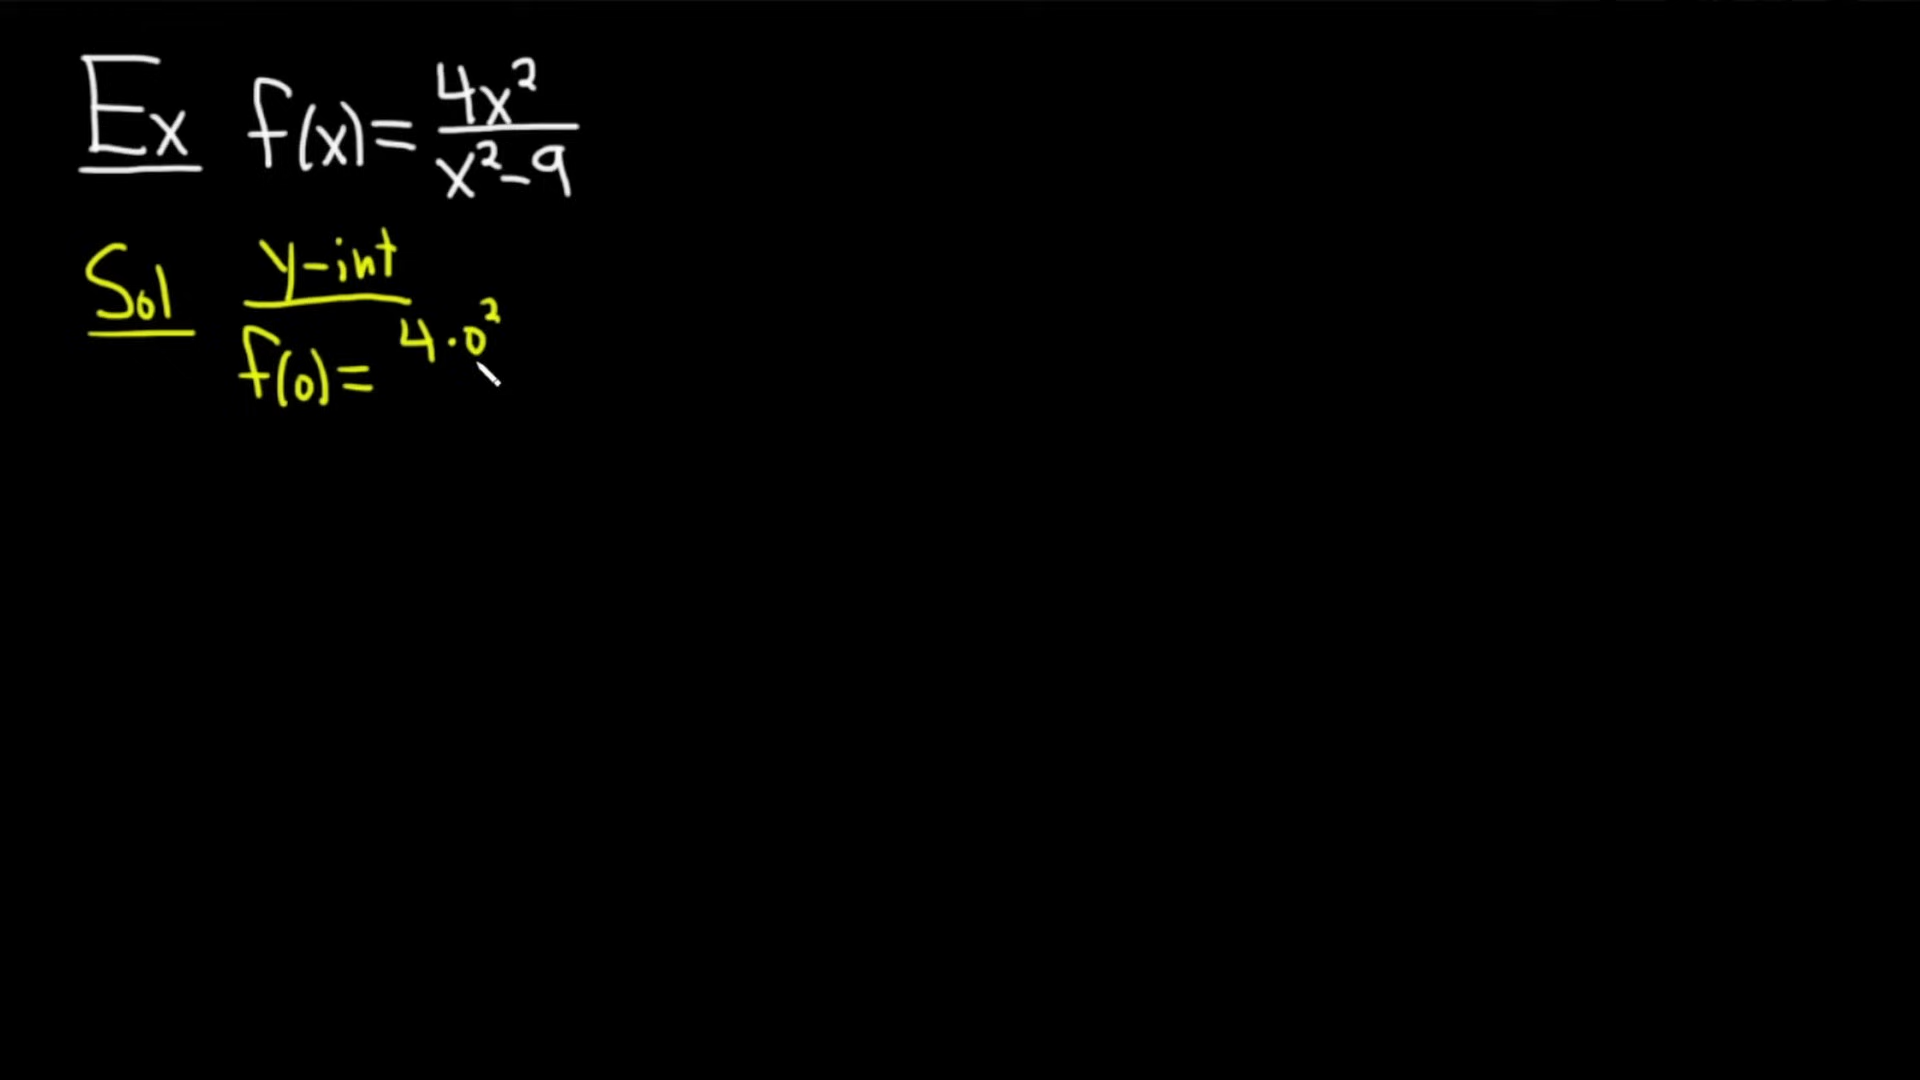 Ex f(x) = 4x² / x² - 9
Sol y-int
f(0) = 4 · 0²